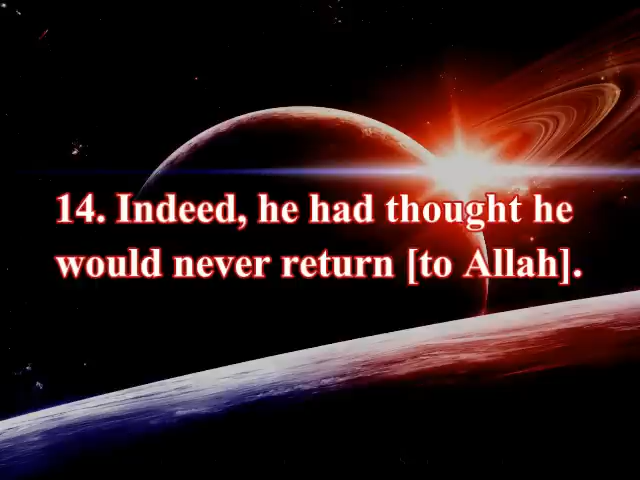 14. Indeed, he had thought he
would never return [to Allah].